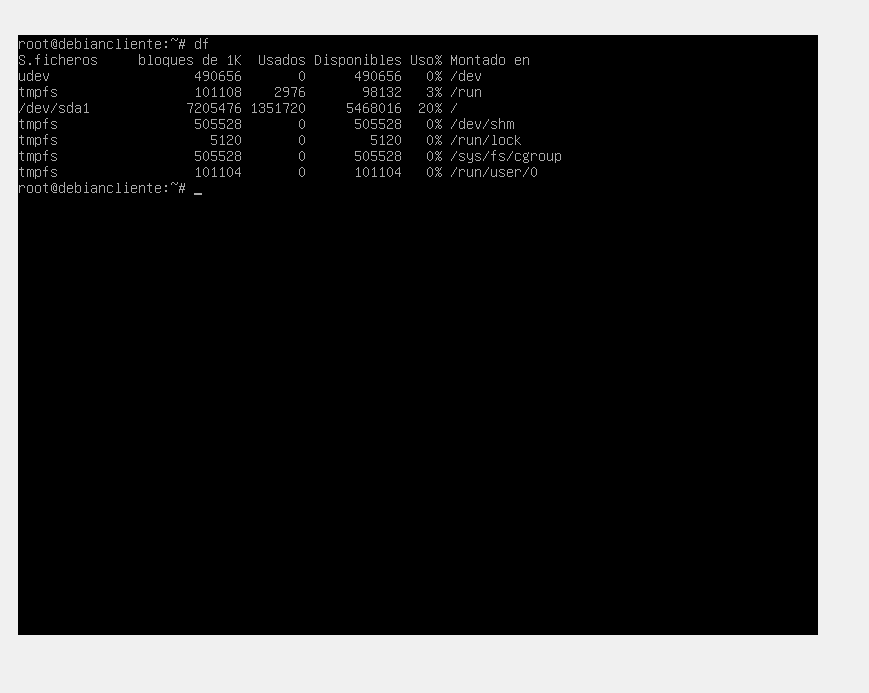 root@debiancliente:~# df
S.ficheros     bloques de 1K  Usados Disponibles Uso% Montado en
udev                  490656       0      490656   0% /dev
tmpfs                 101108    2976       98132   3% /run
/dev/sda1            7205476 1351720     5468016  20% /
tmpfs                 505528       0      505528   0% /dev/shm
tmpfs                   5120       0        5120   0% /run/lock
tmpfs                 505528       0      505528   0% /sys/fs/cgroup
tmpfs                 101104       0      101104   0% /run/user/0
root@debiancliente:~# _